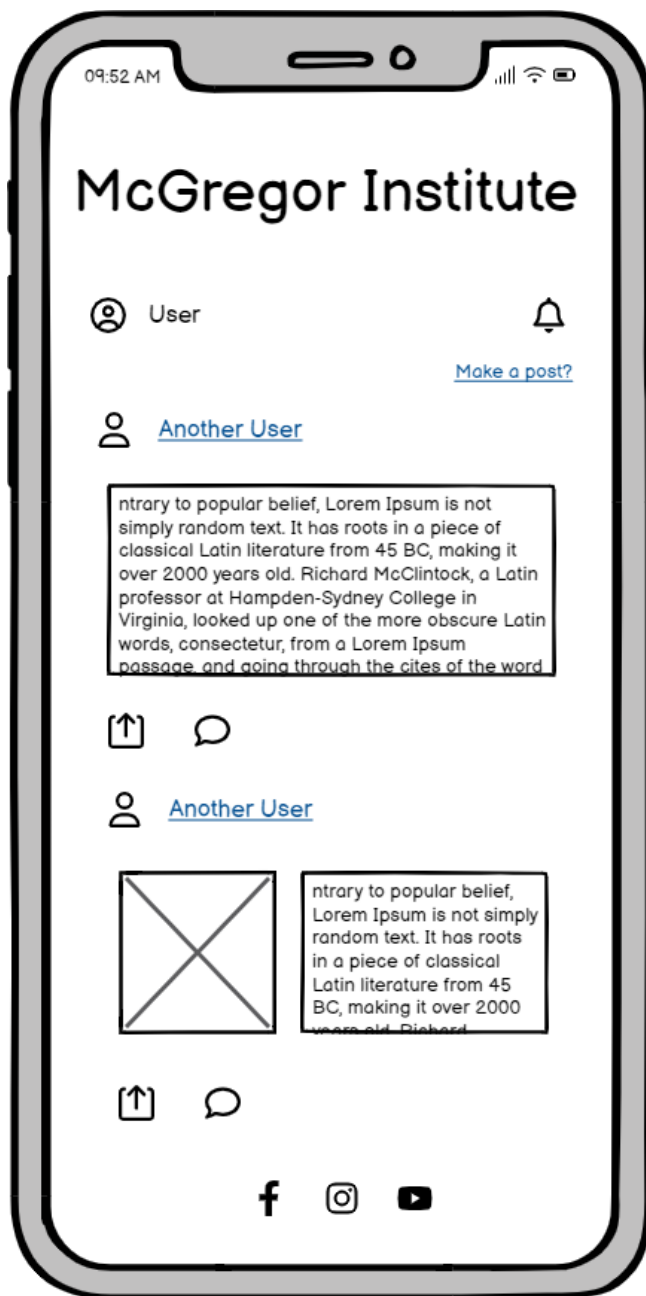 09:52 AM
McGregor Institute
User
Make a post?
Another User
ntrary to popular belief, Lorem Ipsum is not
simply random text. It has roots in a piece of
classical Latin literature from 45 BC, making it
over 2000 years old. Richard McClintock, a Latin
professor at Hampden-Sydney College in
Virginia, looked up one of the more obscure Latin
words, consectetur, from a Lorem Ipsum
passage, and going through the cites of the word
Another User
ntrary to popular belief,
Lorem Ipsum is not simply
random text. It has roots
in a piece of classical
Latin literature from 45
BC, making it over 2000
years old. Richard